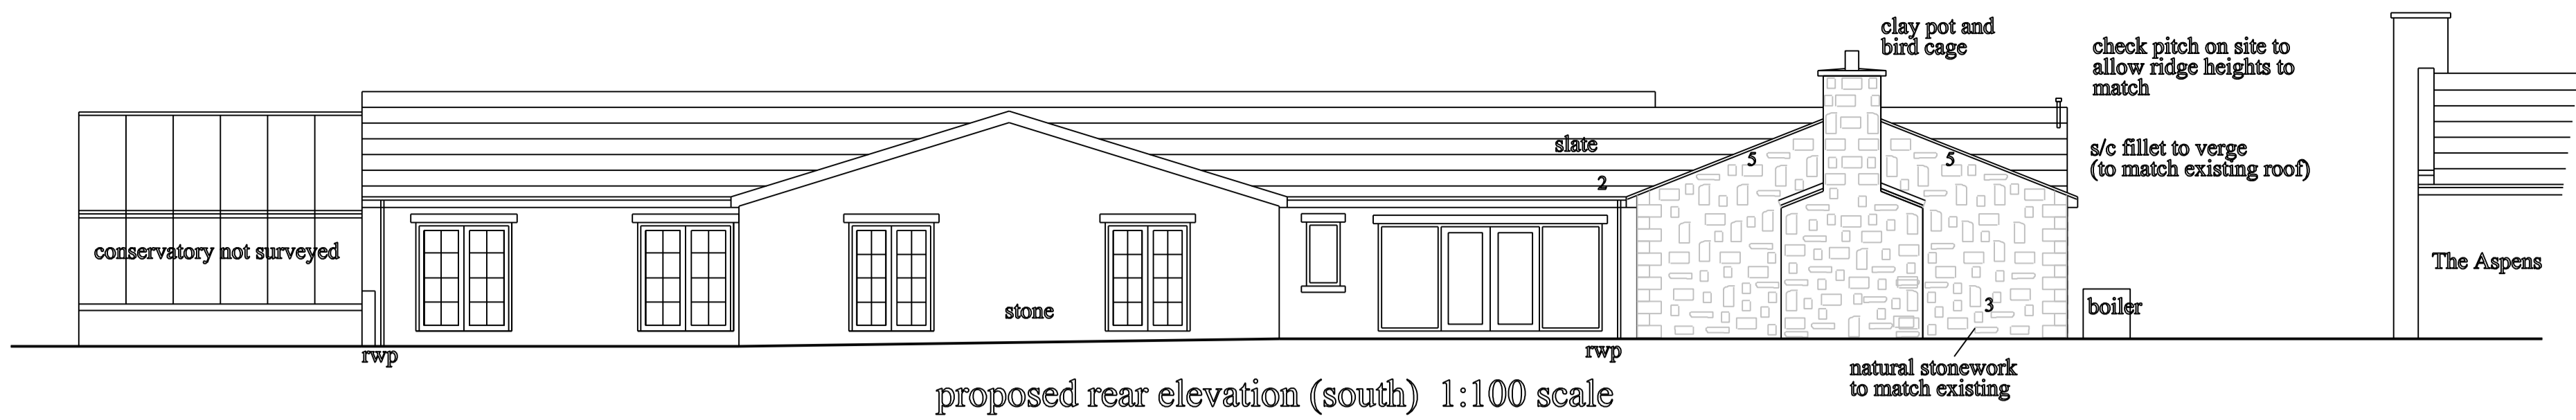 clay pot and
bird cage
check pitch on site to
allow ridge heights to
match
slate
5
5
s/c fillet to verge
(to match existing roof)
2
conservatory not surveyed
The Aspens
stone
3
boiler
rwp
rwp
natural stonework
to match existing
proposed rear elevation (south) 1:100 scale